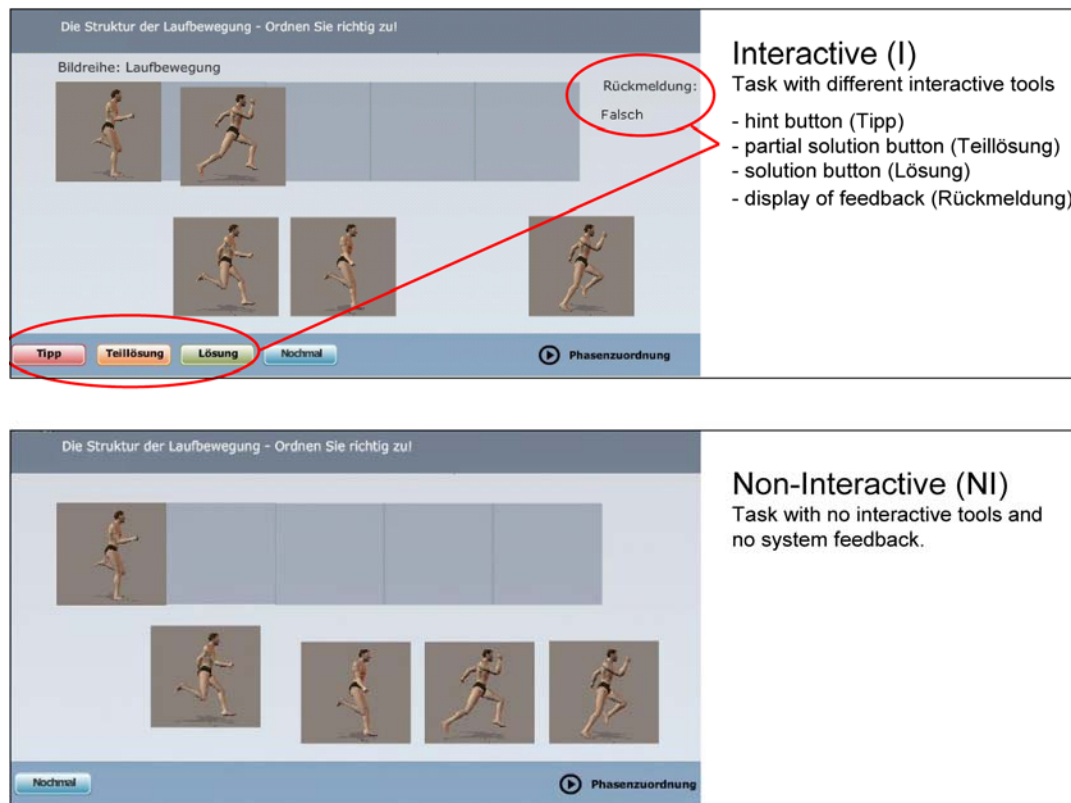 Die Struktur der Laufbewegung - Ordnen Sie richtig zu!
Bildreihe: Laufbewegung
Rückmeldung:
Falsch
Tipp
Teillösung
Lösung
Nochmal
Phasenzuordnung
Interactive (I)
Task with different interactive tools
- hint button (Tipp)
- partial solution button (Teillösung)
- solution button (Lösung)
- display of feedback (Rückmeldung)
Die Struktur der Laufbewegung - Ordnen Sie richtig zu!
Nochmal
Phasenzuordnung
Non-Interactive (NI)
Task with no interactive tools and
no system feedback.